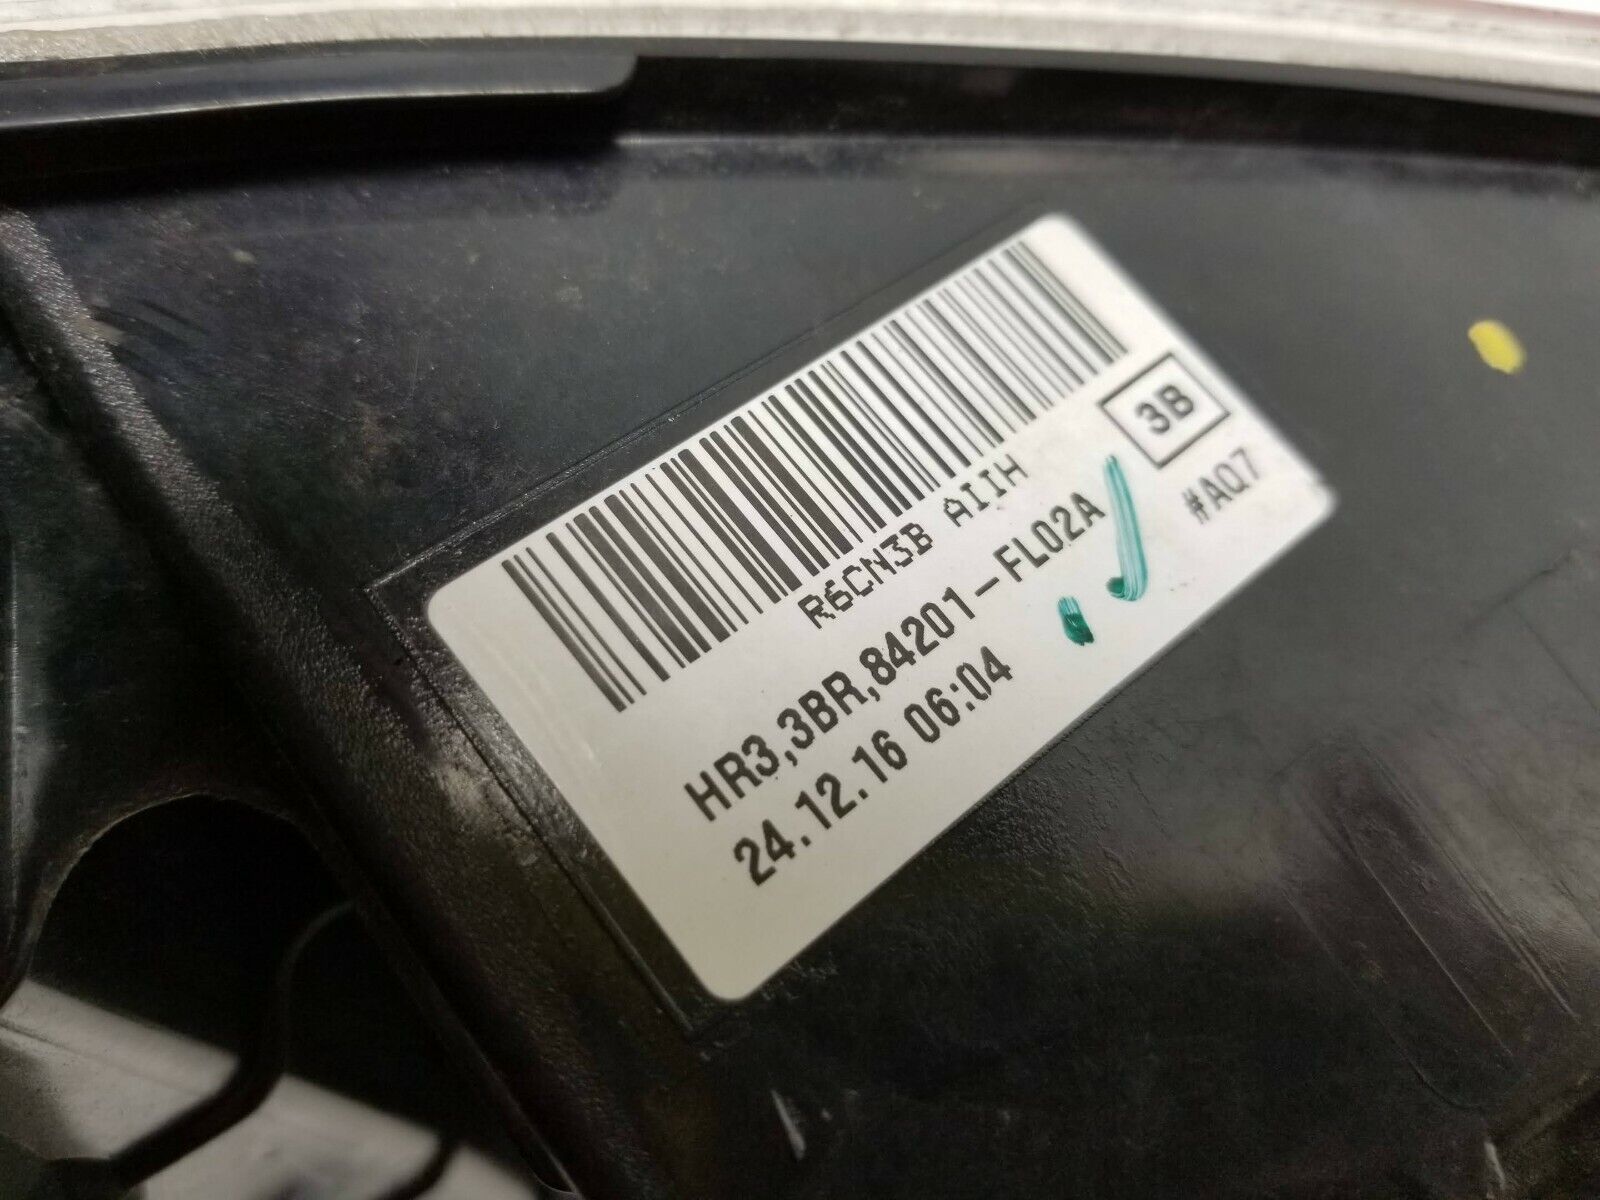 3B
R6CN3B AIIH
#AQ7
HR3,3BR,84201-FL02A
24.12.16 06:04